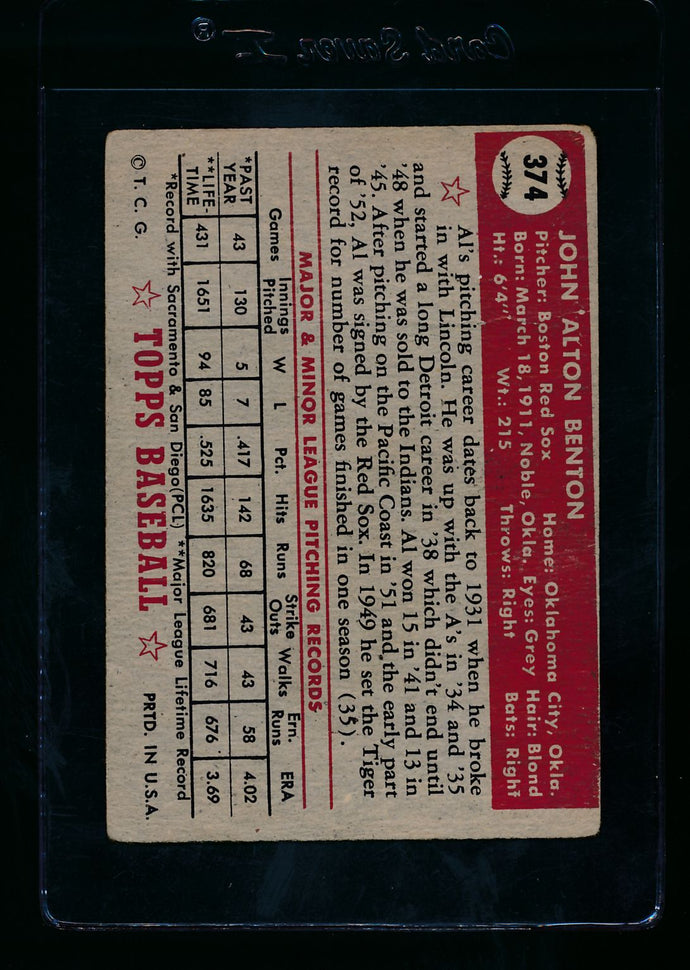 Card Saver I
®
374
JOHN ALTON BENTON
Pitcher: Boston Red Sox Home: Oklahoma City, Okla.
Born: March 18, 1911, Noble, Okla. Eyes: Grey Hair: Blond
Ht.: 6'4" Wt.: 215 Throws: Right Bats: Right
Al's pitching career dates back to 1931 when he broke
in with Lincoln. He was up with the A's in '34 and '35
and started a long Detroit career in '38 which didn't end until
'48 when he was sold to the Indians. Al won 15 in '41 and 13 in
'45. After pitching on the Pacific Coast in '51 and the early part
of '52, Al was signed by the Red Sox. In 1949 he set the Tiger
record for number of games finished in one season (35).
MAJOR & MINOR LEAGUE PITCHING RECORDS
Games Innings Pitched W L Pct. Hits Runs Strike Outs Walks Ern. Runs ERA
*PAST YEAR 43 130 5 7 .417 142 68 43 43 58 4.02
**LIFE-TIME 431 1651 94 85 .525 1635 820 681 716 676 3.69
*Record with Sacramento & San Diego(PCL) **Major League Lifetime Record
© T. C. G. TOPPS BASEBALL PRTD. IN U.S.A.